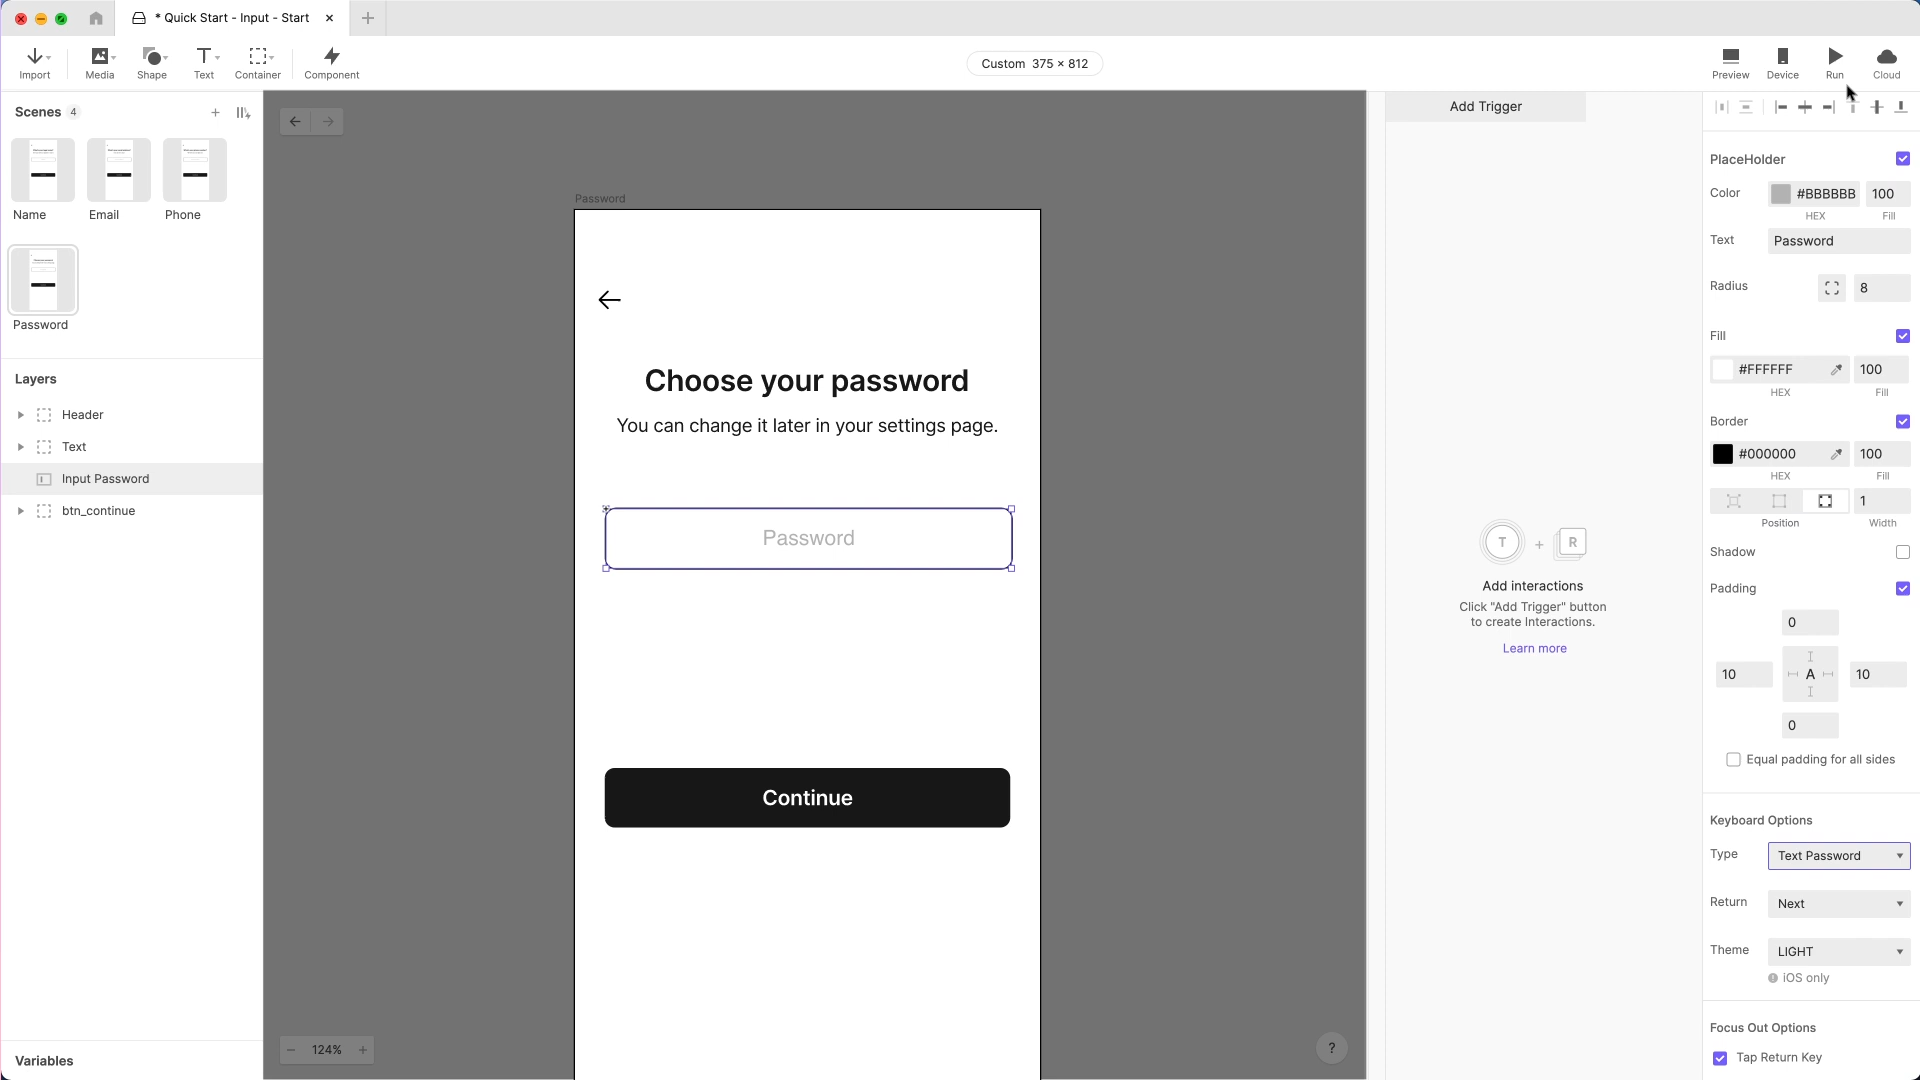 * Quick Start - Input - Start
Import
Media
Shape
Text
Container
Component
Custom 375 × 812
Preview
Device
Run
Cloud
Scenes 4
Name
Email
Phone
Password
Layers
Header
Text
Input Password
btn_continue
Variables
Password
Choose your password
You can change it later in your settings page.
Password
Continue
124%
?
Add Trigger
T + R
Add interactions
Click "Add Trigger" button
to create Interactions.
Learn more
PlaceHolder
Color #BBBBBB 100
HEX Fill
Text Password
Radius 8
Fill
#FFFFFF 100
HEX Fill
Border
#000000 100
HEX Fill
1
Position Width
Shadow
Padding
0
10 A 10
0
Equal padding for all sides
Keyboard Options
Type Text Password
Return Next
Theme LIGHT
iOS only
Focus Out Options
Tap Return Key